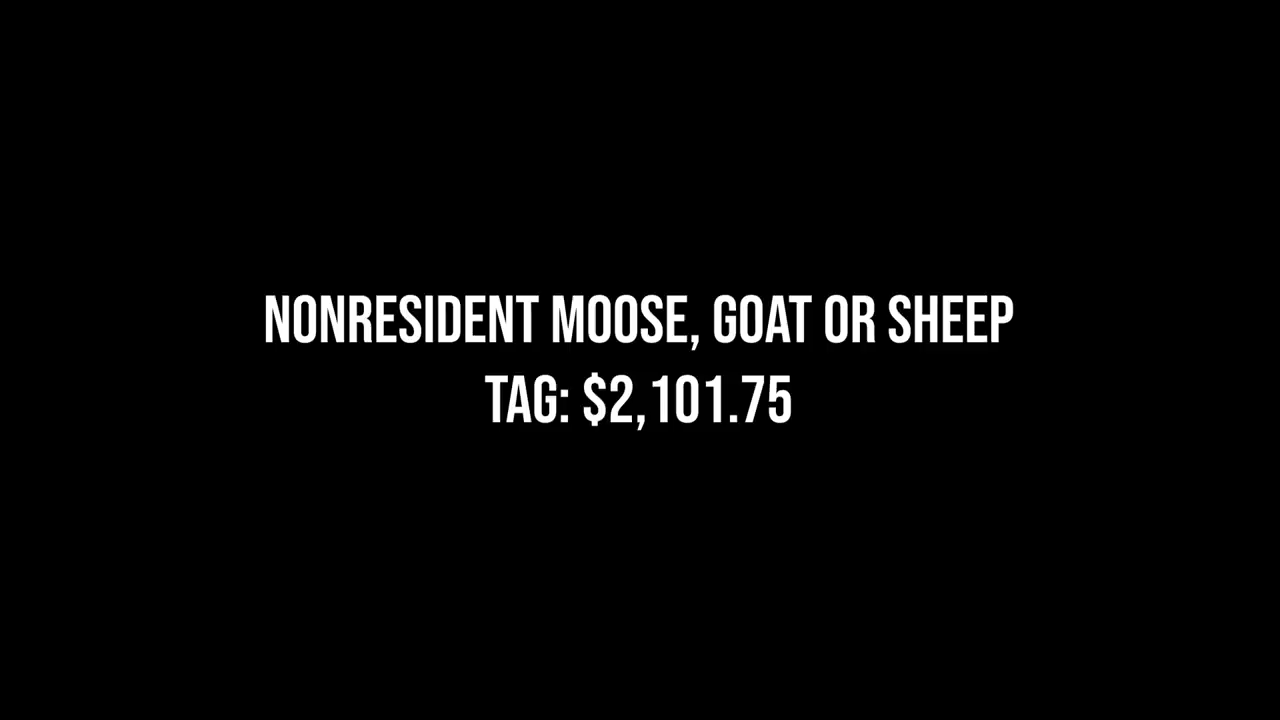 NONRESIDENT MOOSE, GOAT OR SHEEP
TAG: $2,101.75